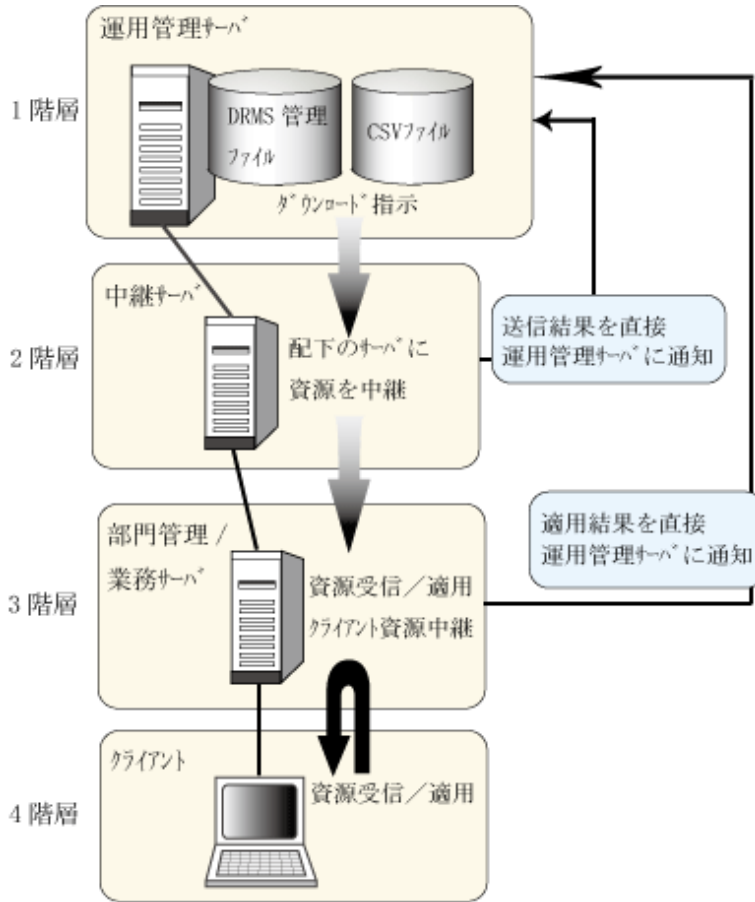 運用管理ｻｰﾊﾞ
1階層
DRMS 管理
ﾌｧｲﾙ
CSVﾌｧｲﾙ
ﾀﾞｳﾝﾛｰﾄﾞ指示
中継ｻｰﾊﾞ
2階層
配下のｻｰﾊﾞに
資源を中継
送信結果を直接
運用管理ｻｰﾊﾞに通知
部門管理 /
業務ｻｰﾊﾞ
3階層
資源受信／適用
ｸﾗｲｱﾝﾄ資源中継
適用結果を直接
運用管理ｻｰﾊﾞに通知
ｸﾗｲｱﾝﾄ
4階層
資源受信／適用